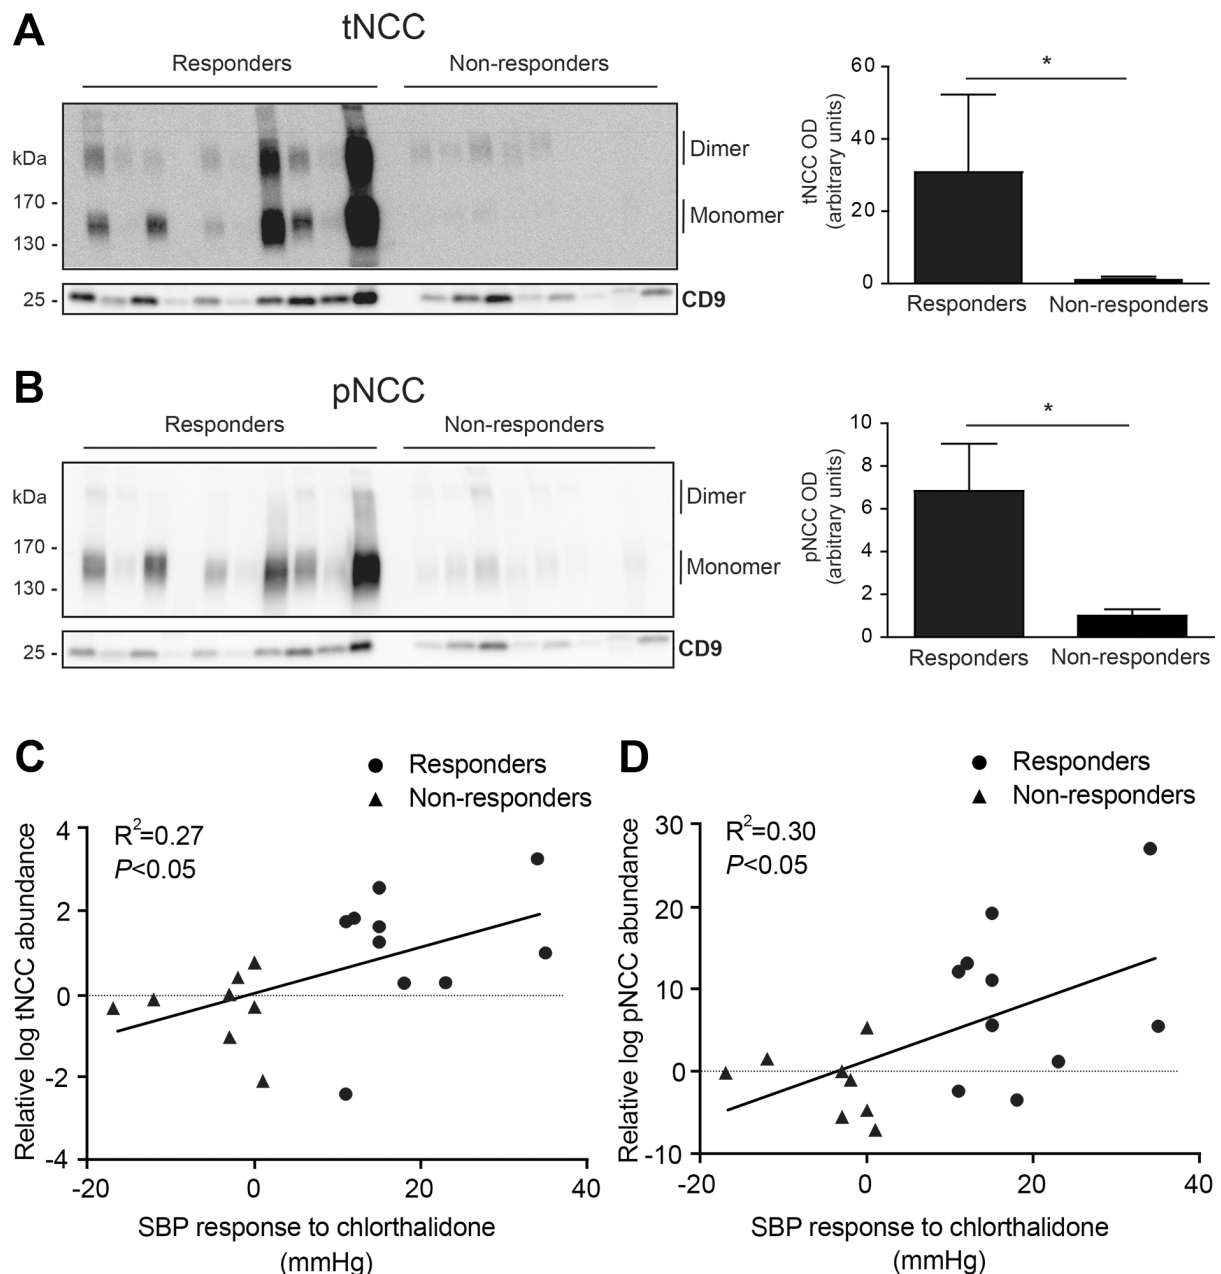 A
tNCC
Responders
Non-responders
kDa
170 -
130 -
Dimer
Monomer
25 -
CD9
tNCC OD
(arbitrary units)
60
40
20
0
*
Responders
Non-responders
B
pNCC
Responders
Non-responders
kDa
170 -
130 -
Dimer
Monomer
25 -
CD9
pNCC OD
(arbitrary units)
10
8
6
4
2
0
*
Responders
Non-responders
C
Responders
Non-responders
R²=0.27
P<0.05
Relative log tNCC abundance
4
2
0
-2
-4
-20
0
20
40
SBP response to chlorthalidone
(mmHg)
D
Responders
Non-responders
R²=0.30
P<0.05
Relative log pNCC abundance
30
20
10
0
-10
-20
0
20
40
SBP response to chlorthalidone
(mmHg)